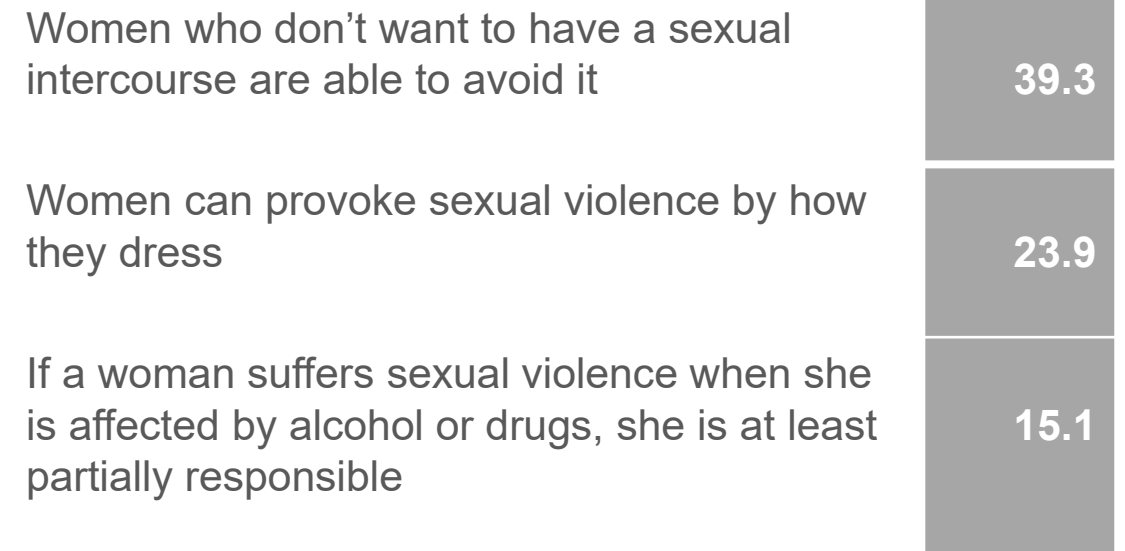 Women who don’t want to have a sexual
intercourse are able to avoid it
39.3
Women can provoke sexual violence by how
they dress
23.9
If a woman suffers sexual violence when she
is affected by alcohol or drugs, she is at least
partially responsible
15.1